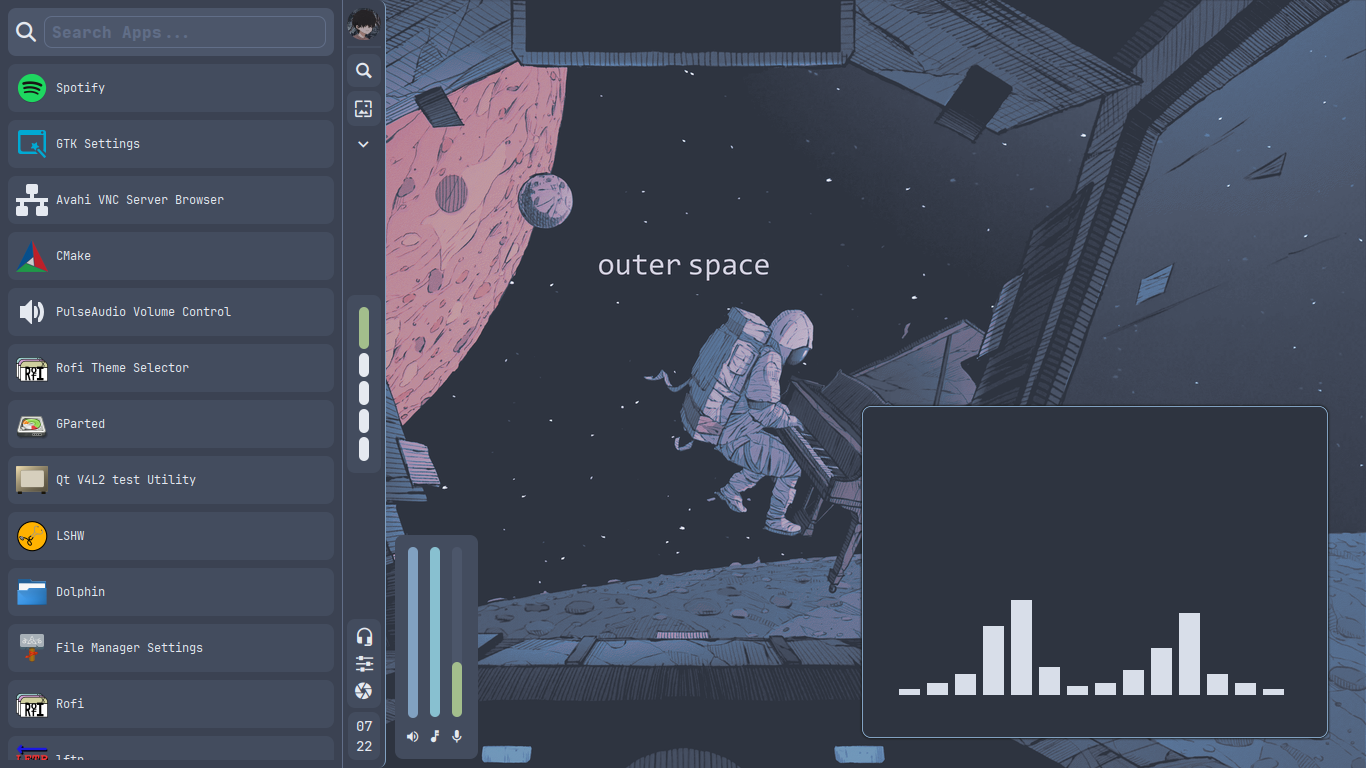 Search Apps...
Spotify
GTK Settings
Avahi VNC Server Browser
CMake
PulseAudio Volume Control
Rofi Theme Selector
GParted
Qt V4L2 test Utility
LSHW
Dolphin
File Manager Settings
Rofi
lftp
07
22
outer space